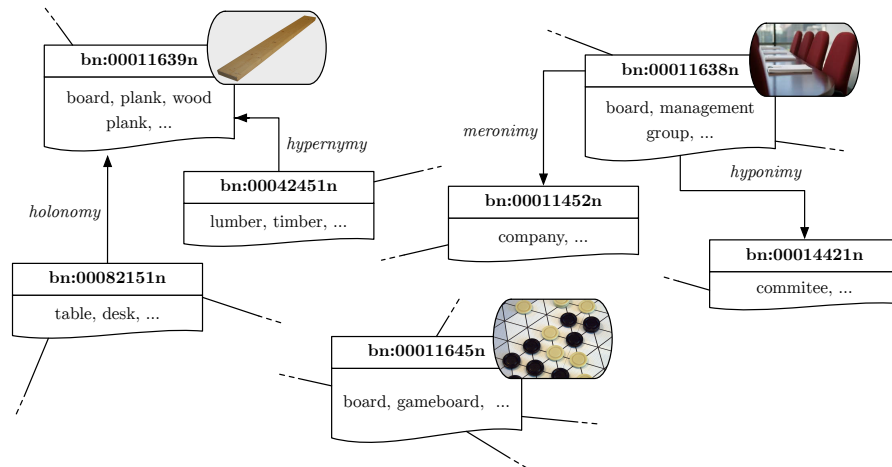 bn:00011639n
board, plank, wood
plank, ...
hypernymy
bn:00042451n
lumber, timber, ...
holonomy
bn:00082151n
table, desk, ...
bn:00011638n
board, management
group, ...
meronimy
hyponimy
bn:00011452n
company, ...
bn:00014421n
commitee, ...
bn:00011645n
board, gameboard, ...